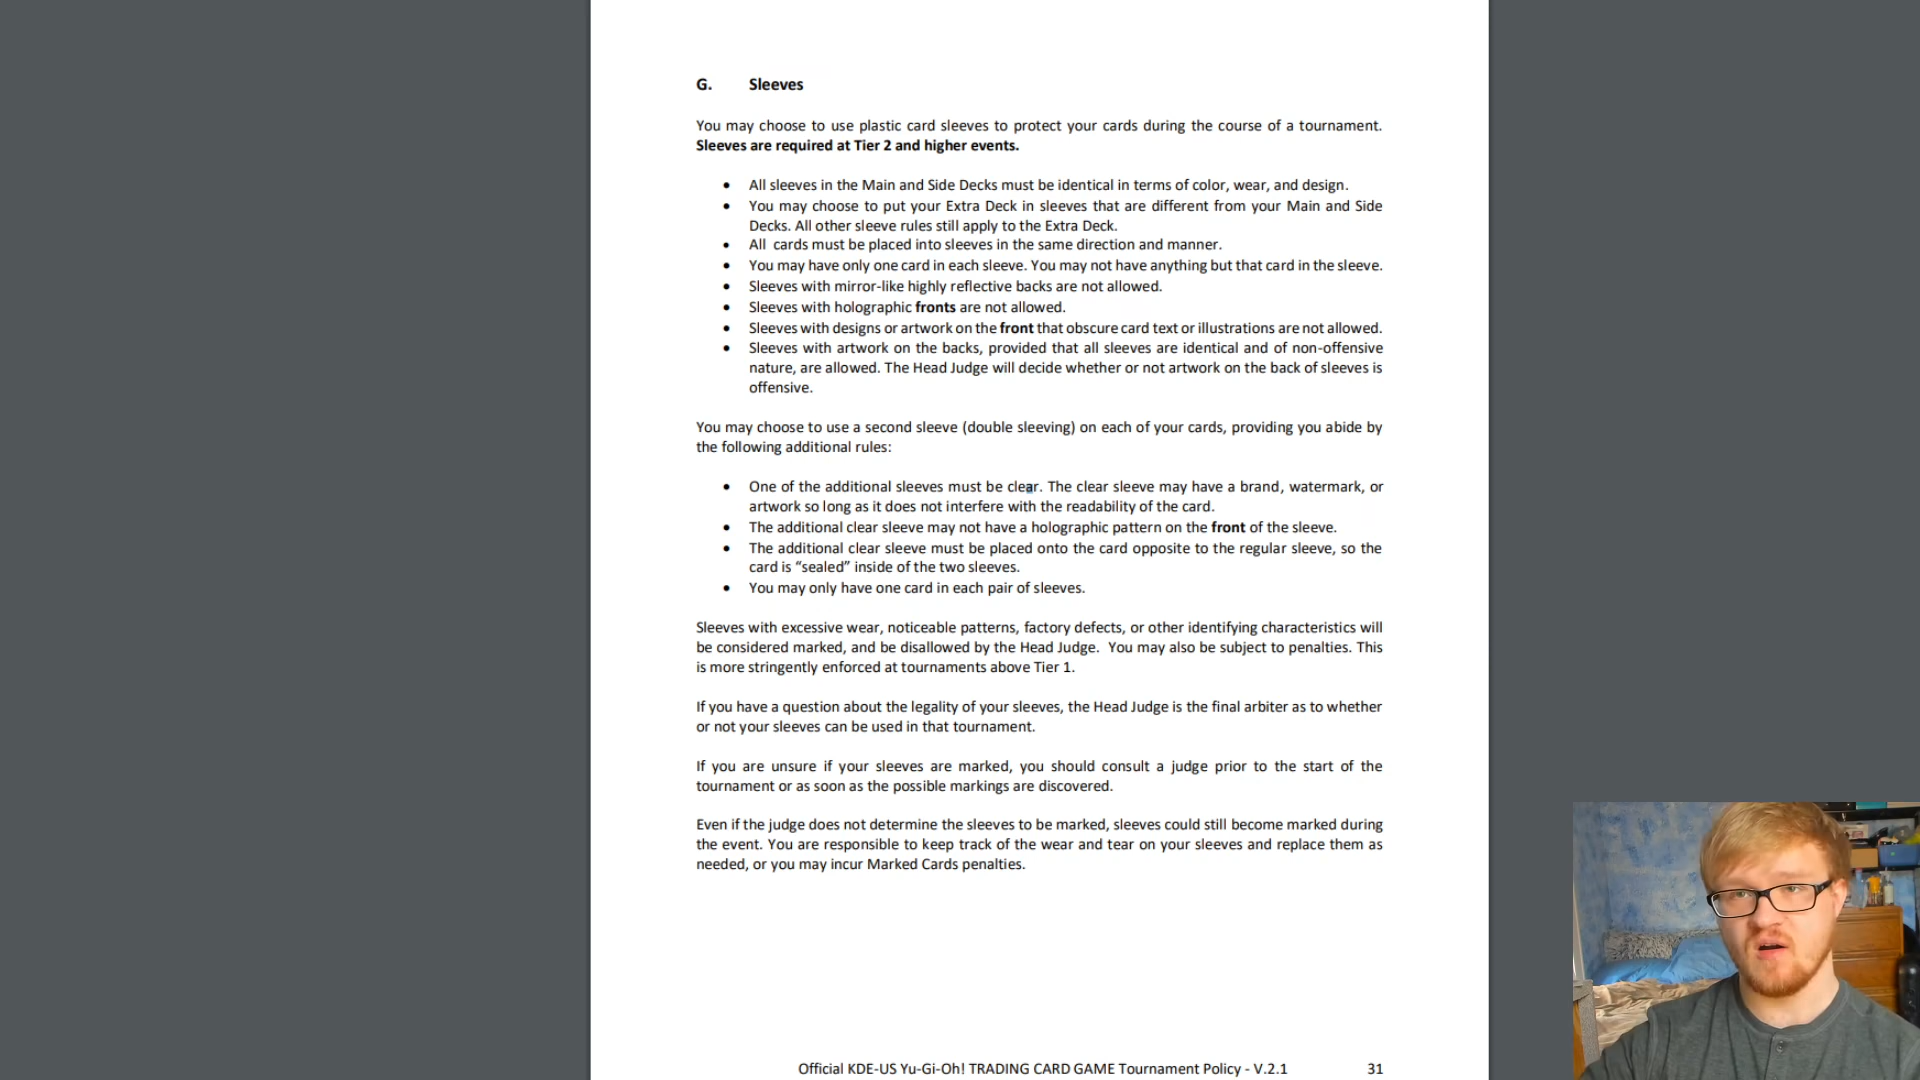 G. Sleeves
You may choose to use plastic card sleeves to protect your cards during the course of a tournament.
Sleeves are required at Tier 2 and higher events.
• All sleeves in the Main and Side Decks must be identical in terms of color, wear, and design.
• You may choose to put your Extra Deck in sleeves that are different from your Main and Side
Decks. All other sleeve rules still apply to the Extra Deck.
• All cards must be placed into sleeves in the same direction and manner.
• You may have only one card in each sleeve. You may not have anything but that card in the sleeve.
• Sleeves with mirror-like highly reflective backs are not allowed.
• Sleeves with holographic fronts are not allowed.
• Sleeves with designs or artwork on the front that obscure card text or illustrations are not allowed.
• Sleeves with artwork on the backs, provided that all sleeves are identical and of non-offensive
nature, are allowed. The Head Judge will decide whether or not artwork on the back of sleeves is
offensive.
You may choose to use a second sleeve (double sleeving) on each of your cards, providing you abide by
the following additional rules:
• One of the additional sleeves must be clear. The clear sleeve may have a brand, watermark, or
artwork so long as it does not interfere with the readability of the card.
• The additional clear sleeve may not have a holographic pattern on the front of the sleeve.
• The additional clear sleeve must be placed onto the card opposite to the regular sleeve, so the
card is “sealed” inside of the two sleeves.
• You may only have one card in each pair of sleeves.
Sleeves with excessive wear, noticeable patterns, factory defects, or other identifying characteristics will
be considered marked, and be disallowed by the Head Judge. You may also be subject to penalties. This
is more stringently enforced at tournaments above Tier 1.
If you have a question about the legality of your sleeves, the Head Judge is the final arbiter as to whether
or not your sleeves can be used in that tournament.
If you are unsure if your sleeves are marked, you should consult a judge prior to the start of the
tournament or as soon as the possible markings are discovered.
Even if the judge does not determine the sleeves to be marked, sleeves could still become marked during
the event. You are responsible to keep track of the wear and tear on your sleeves and replace them as
needed, or you may incur Marked Cards penalties.
Official KDE-US Yu-Gi-Oh! TRADING CARD GAME Tournament Policy - V.2.1 31